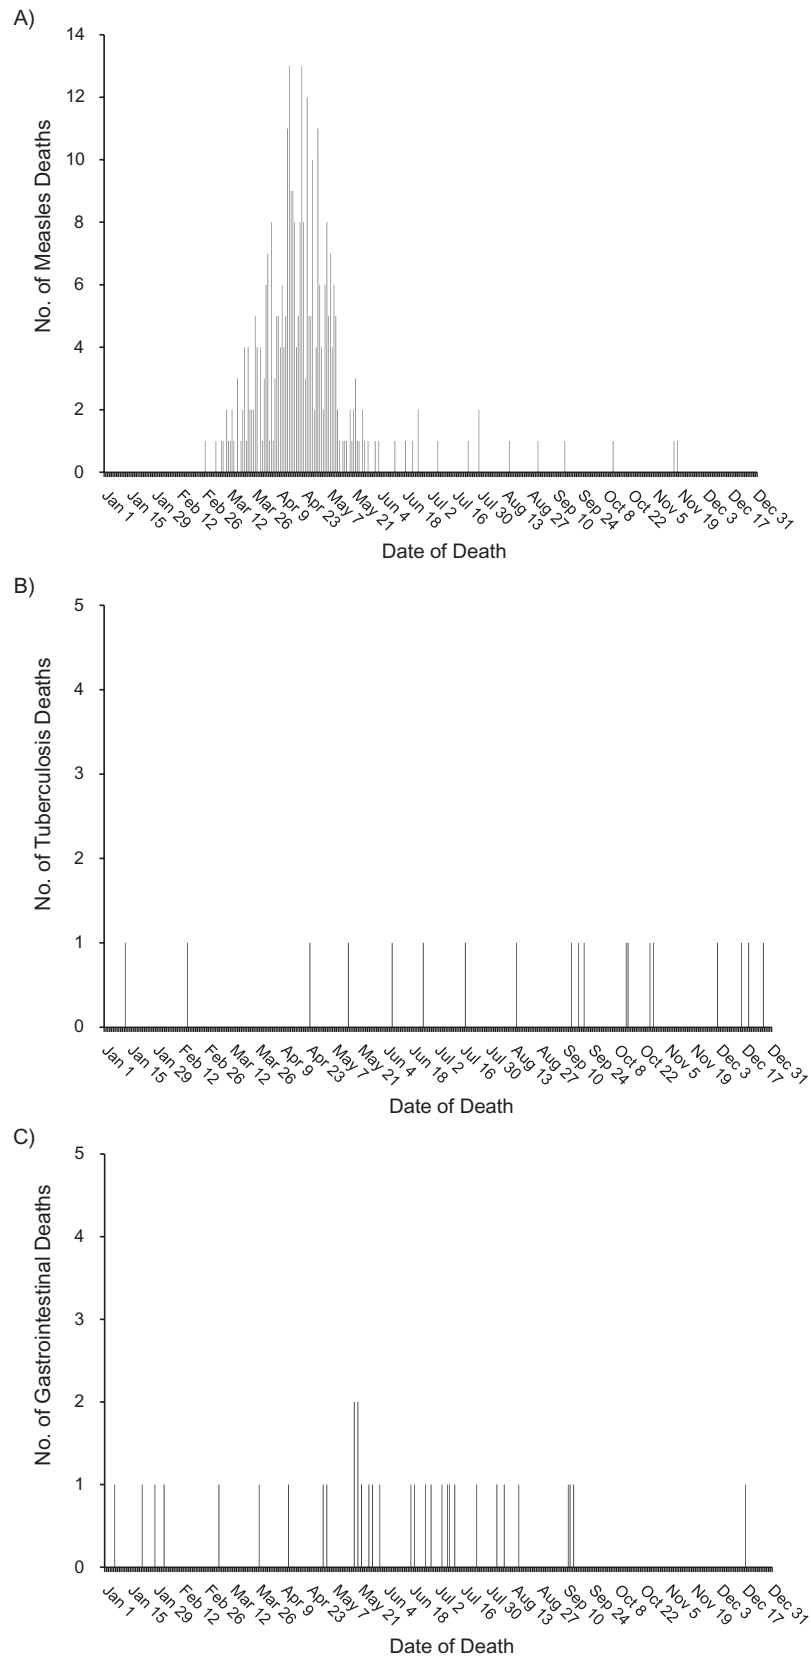 A)
14
12
10
8
6
4
2
0
No. of Measles Deaths
Jan 1
Jan 15
Jan 29
Feb 12
Feb 26
Mar 12
Mar 26
Apr 9
Apr 23
May 7
May 21
Jun 4
Jun 18
Jul 2
Jul 16
Jul 30
Aug 13
Aug 27
Sep 10
Sep 24
Oct 8
Oct 22
Nov 5
Nov 19
Dec 3
Dec 17
Dec 31
Date of Death
B)
5
4
3
2
1
0
No. of Tuberculosis Deaths
Jan 1
Jan 15
Jan 29
Feb 12
Feb 26
Mar 12
Mar 26
Apr 9
Apr 23
May 7
May 21
Jun 4
Jun 18
Jul 2
Jul 16
Jul 30
Aug 13
Aug 27
Sep 10
Sep 24
Oct 8
Oct 22
Nov 5
Nov 19
Dec 3
Dec 17
Dec 31
Date of Death
C)
5
4
3
2
1
0
No. of Gastrointestinal Deaths
Jan 1
Jan 15
Jan 29
Feb 12
Feb 26
Mar 12
Mar 26
Apr 9
Apr 23
May 7
May 21
Jun 4
Jun 18
Jul 2
Jul 16
Jul 30
Aug 13
Aug 27
Sep 10
Sep 24
Oct 8
Oct 22
Nov 5
Nov 19
Dec 3
Dec 17
Dec 31
Date of Death